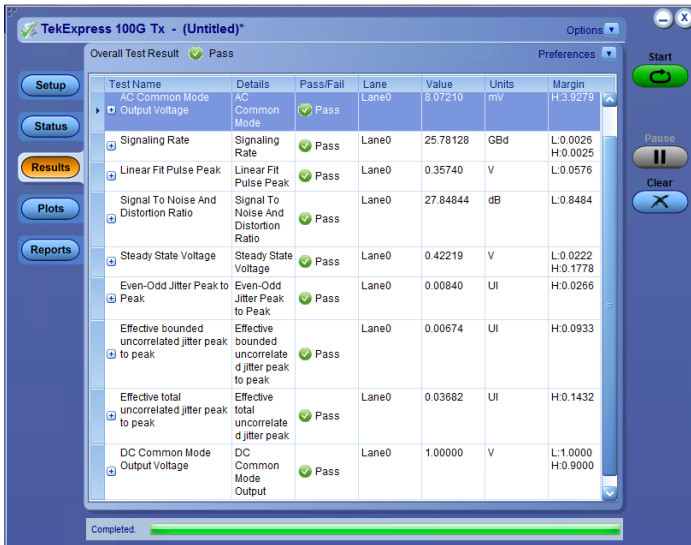 TekExpress 100G Tx - (Untitled)*
Options
Overall Test Result Pass
Preferences
Start
Setup
Status
Results
Plots
Reports
Pause
Clear
Test Name Details Pass/Fail Lane Value Units Margin
AC Common Mode Output Voltage AC Common Mode Pass Lane0 8.07210 mV H:3.9279
Signaling Rate Signaling Rate Pass Lane0 25.78128 GBd L:0.0026 H:0.0025
Linear Fit Pulse Peak Linear Fit Pulse Peak Pass Lane0 0.35740 V L:0.0576
Signal To Noise And Distortion Ratio Signal To Noise And Distortion Ratio Pass Lane0 27.84844 dB L:0.8484
Steady State Voltage Steady State Voltage Pass Lane0 0.42219 V L:0.0222 H:0.1778
Even-Odd Jitter Peak to Peak Even-Odd Jitter Peak to Peak Pass Lane0 0.00840 UI H:0.0266
Effective bounded uncorrelated jitter peak to peak Effective bounded uncorrelate d jitter peak to peak Pass Lane0 0.00674 UI H:0.0933
Effective total uncorrelated jitter peak to peak Effective total uncorrelate d jitter peak Pass Lane0 0.03682 UI H:0.1432
DC Common Mode Output Voltage DC Common Mode Output Pass Lane0 1.00000 V L:1.0000 H:0.9000
Completed.